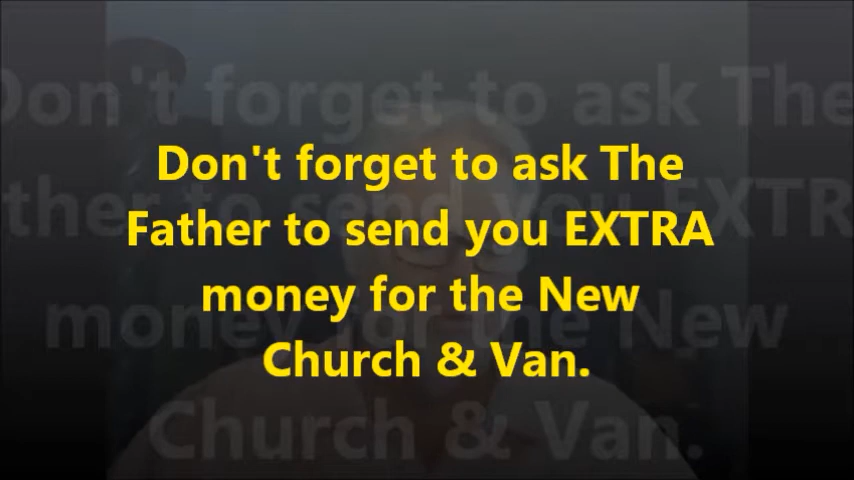 Don't forget to ask The
Father to send you EXTRA
money for the New
Church & Van.